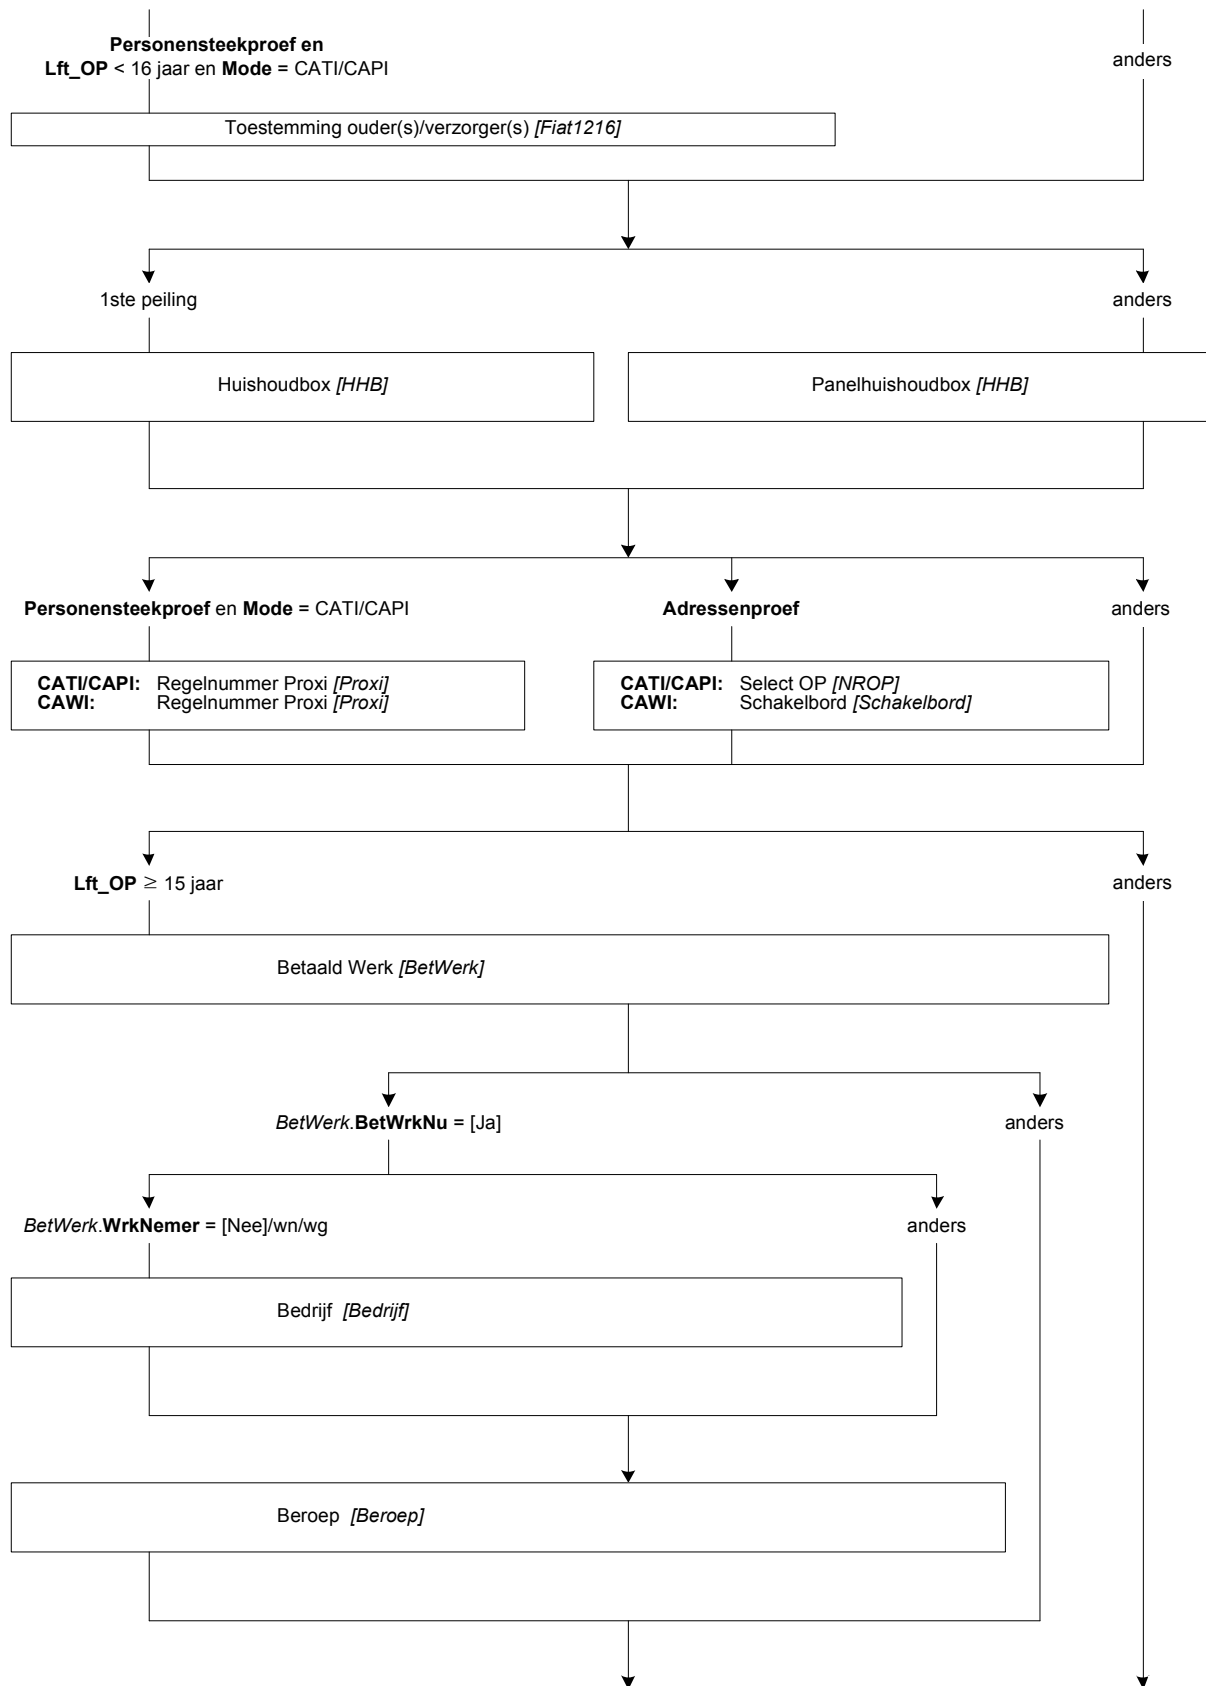 Personensteekproef en
Lft_OP < 16 jaar en Mode = CATI/CAPI
anders
Toestemming ouder(s)/verzorger(s) [Fiat1216]
1ste peiling
anders
Huishoudbox [HHB]
Panelhuishoudbox [HHB]
Personensteekproef en Mode = CATI/CAPI
Adressenproef
anders
CATI/CAPI: Regelnummer Proxi [Proxi]
CAWI: Regelnummer Proxi [Proxi]
CATI/CAPI: Select OP [NROP]
CAWI: Schakelbord [Schakelbord]
Lft_OP ≥ 15 jaar
anders
Betaald Werk [BetWerk]
BetWerk.BetWrkNu = [Ja]
anders
BetWerk.WrkNemer = [Nee]/wn/wg
anders
Bedrijf [Bedrijf]
Beroep [Beroep]